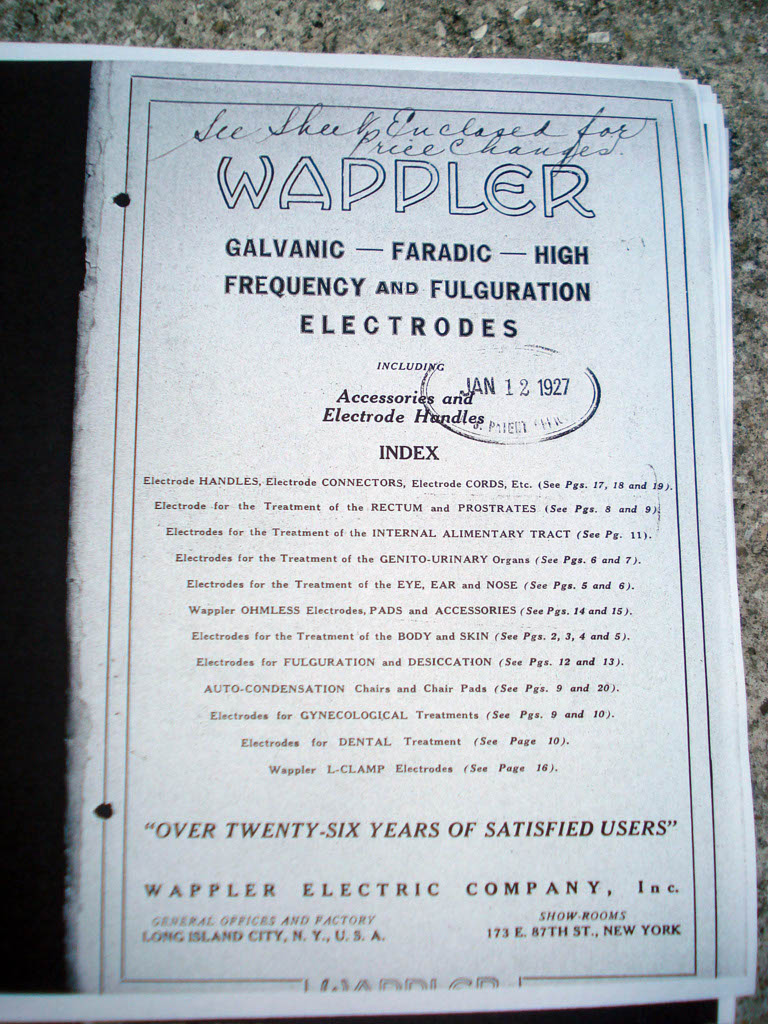 See Sheet Enclosed for
Price Changes.
WAPPLER
GALVANIC — FARADIC — HIGH
FREQUENCY AND FULGURATION
ELECTRODES
INCLUDING
Accessories and
Electrode Handles
JAN 12 1927
INDEX
Electrode HANDLES, Electrode CONNECTORS, Electrode CORDS, Etc. (See Pgs. 17, 18 and 19).
Electrode for the Treatment of the RECTUM and PROSTRATES (See Pgs. 8 and 9).
Electrodes for the Treatment of the INTERNAL ALIMENTARY TRACT (See Pg. 11).
Electrodes for the Treatment of the GENITO-URINARY Organs (See Pgs. 6 and 7).
Electrodes for the Treatment of the EYE, EAR and NOSE (See Pgs. 5 and 6).
Wappler OHMLESS Electrodes, PADS and ACCESSORIES (See Pgs. 14 and 15).
Electrodes for the Treatment of the BODY and SKIN (See Pgs. 2, 3, 4 and 5).
Electrodes for FULGURATION and DESICCATION (See Pgs. 12 and 13).
AUTO-CONDENSATION Chairs and Chair Pads (See Pgs. 9 and 20).
Electrodes for GYNECOLOGICAL Treatments (See Pgs. 9 and 10).
Electrodes for DENTAL Treatment (See Page 10).
Wappler L-CLAMP Electrodes (See Page 16).
"OVER TWENTY-SIX YEARS OF SATISFIED USERS"
WAPPLER ELECTRIC COMPANY, Inc.
GENERAL OFFICES AND FACTORY
LONG ISLAND CITY, N. Y., U. S. A.
SHOW-ROOMS
173 E. 87TH ST., NEW YORK
WAPPLER